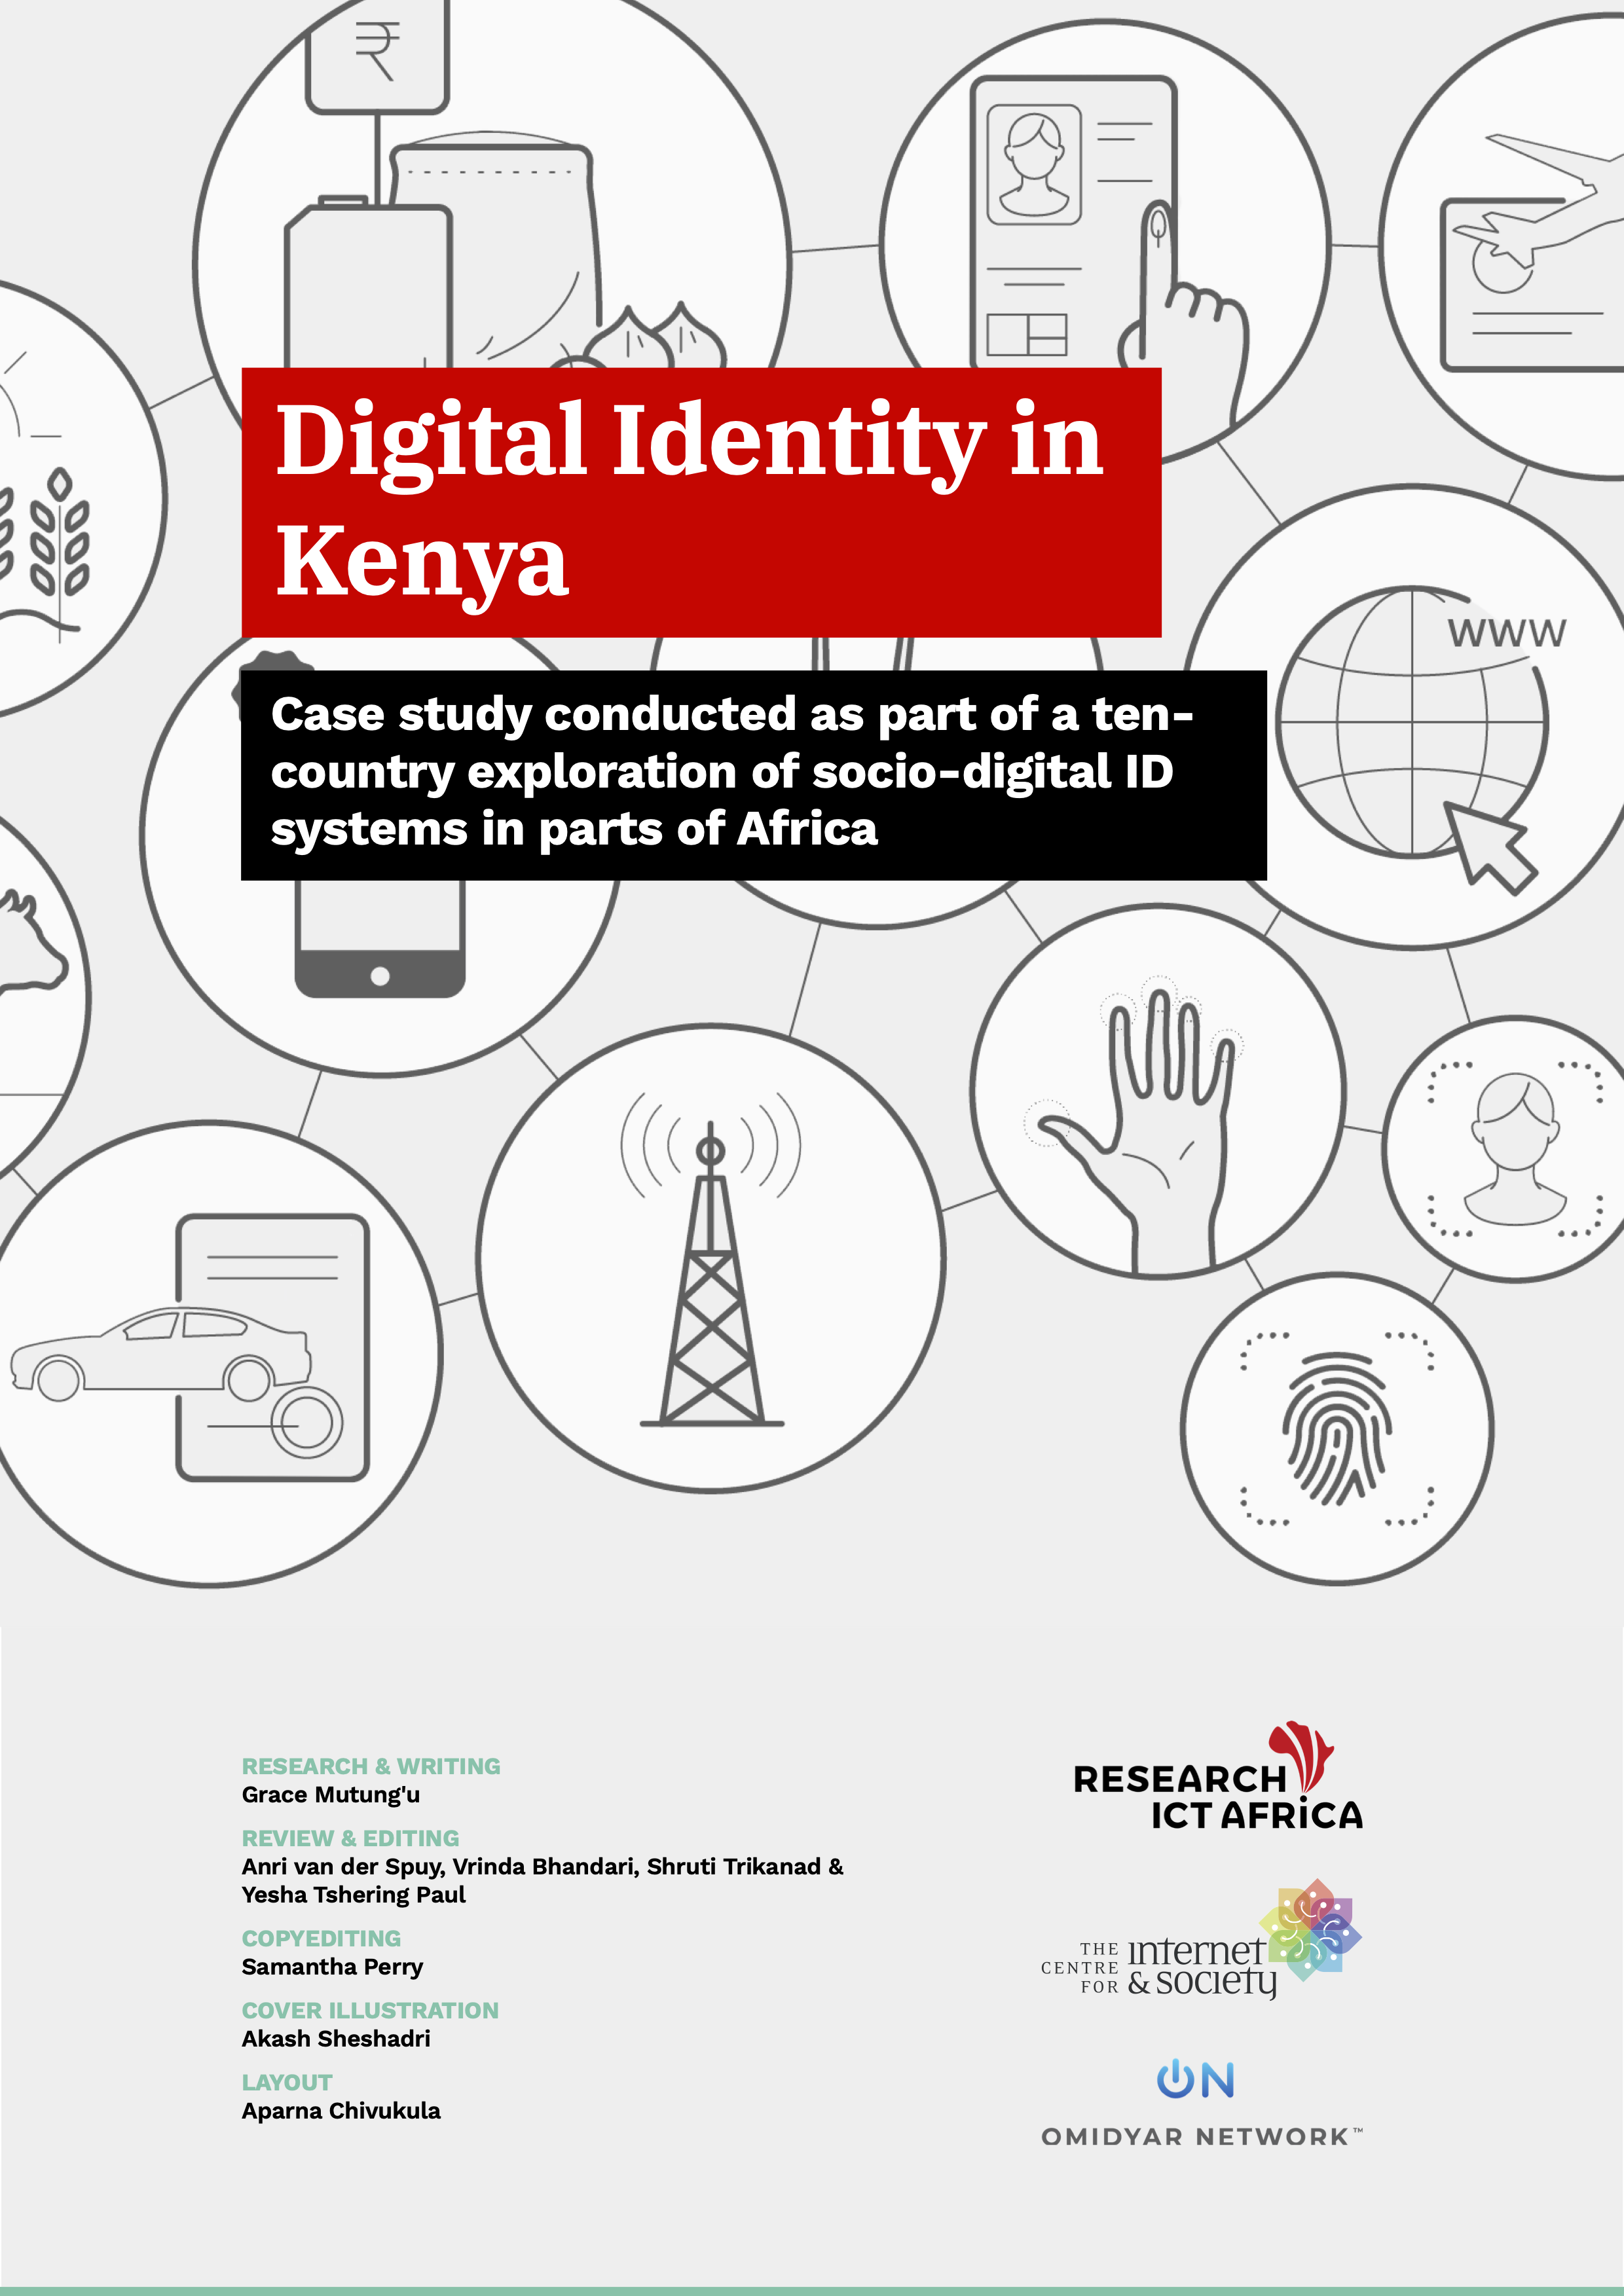 ₹
Digital Identity in
Kenya
WWW
Case study conducted as part of a ten-
country exploration of socio-digital ID
systems in parts of Africa
RESEARCH & WRITING
Grace Mutung'u
REVIEW & EDITING
Anri van der Spuy, Vrinda Bhandari, Shruti Trikanad &
Yesha Tshering Paul
COPYEDITING
Samantha Perry
COVER ILLUSTRATION
Akash Sheshadri
LAYOUT
Aparna Chivukula
RESEARCH
ICT AFRiCA
THE
CENTRE
FOR
internet
& society
ON
OMIDYAR NETWORK™